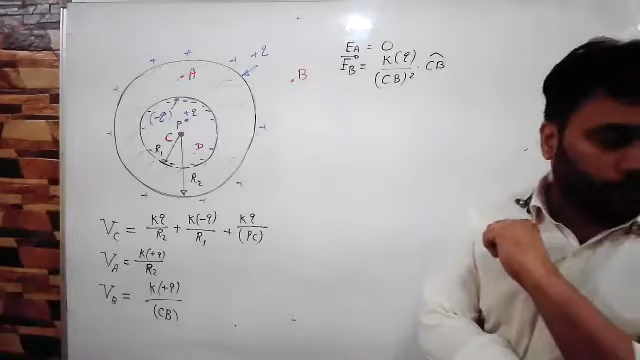 E_A = 0
E_B = K(q)/(CB)² · CB
+q
A
B
(-q)
+q
P
C
D
R₁
R₂
V_C = Kq/R₂ + K(-q)/R₁ + Kq/(PC)
V_A = K(+q)/R₂
V_B = K(+q)/(CB)